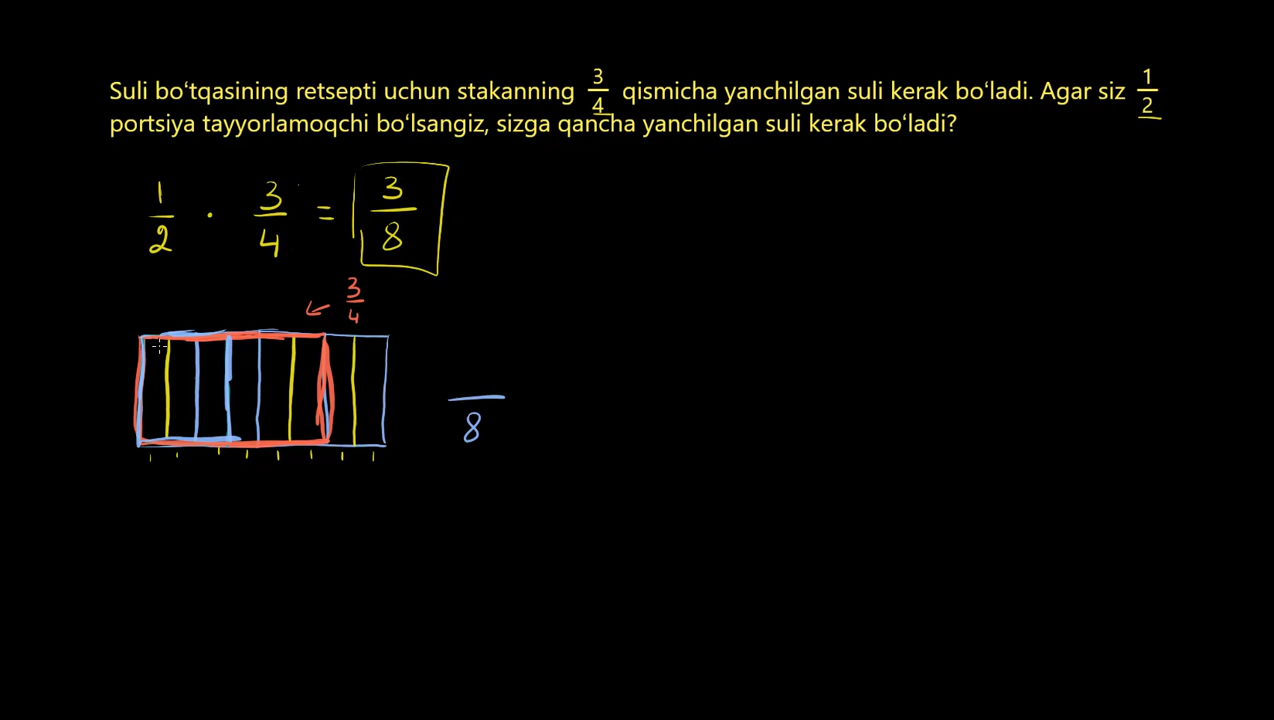 Suli bo‘tqasining retsepti uchun stakanning 3/4 qismicha yanchilgan suli kerak bo‘ladi. Agar siz 1/2
portsiya tayyorlamoqchi bo‘lsangiz, sizga qancha yanchilgan suli kerak bo‘ladi?
1/2 · 3/4 = 3/8
3/4
/8